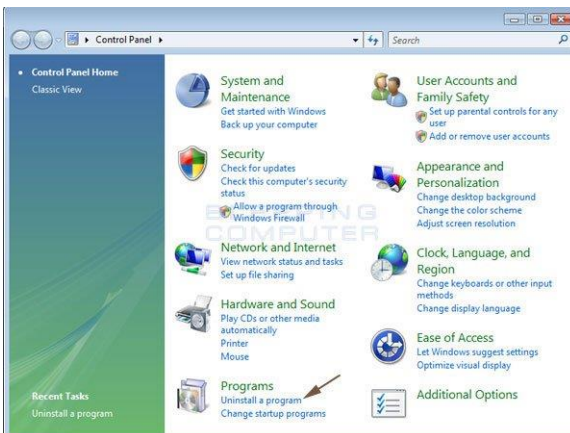 Control Panel
Search
Control Panel Home
Classic View
System and
Maintenance
Get started with Windows
Back up your computer
Security
Check for updates
Check this computer's security
status
Allow a program through
Windows Firewall
Network and Internet
View network status and tasks
Set up file sharing
Hardware and Sound
Play CDs or other media
automatically
Printer
Mouse
Programs
Uninstall a program
Change startup programs
User Accounts and
Family Safety
Set up parental controls for any
user
Add or remove user accounts
Appearance and
Personalization
Change desktop background
Change the color scheme
Adjust screen resolution
Clock, Language, and
Region
Change keyboards or other input
methods
Change display language
Ease of Access
Let Windows suggest settings
Optimize visual display
Additional Options
Recent Tasks
Uninstall a program
BLEEPING
COMPUTER